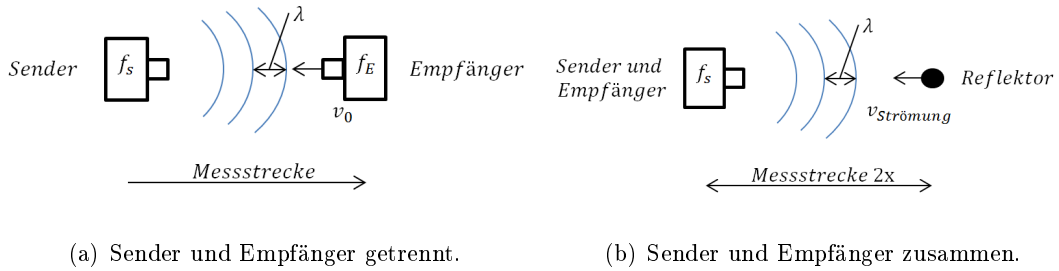 Sender
f_s
λ
f_E
v_0
Empfänger
Messstrecke
(a) Sender und Empfänger getrennt.
Sender und
Empfänger
f_s
λ
v_Strömung
Reflektor
Messstrecke 2x
(b) Sender und Empfänger zusammen.